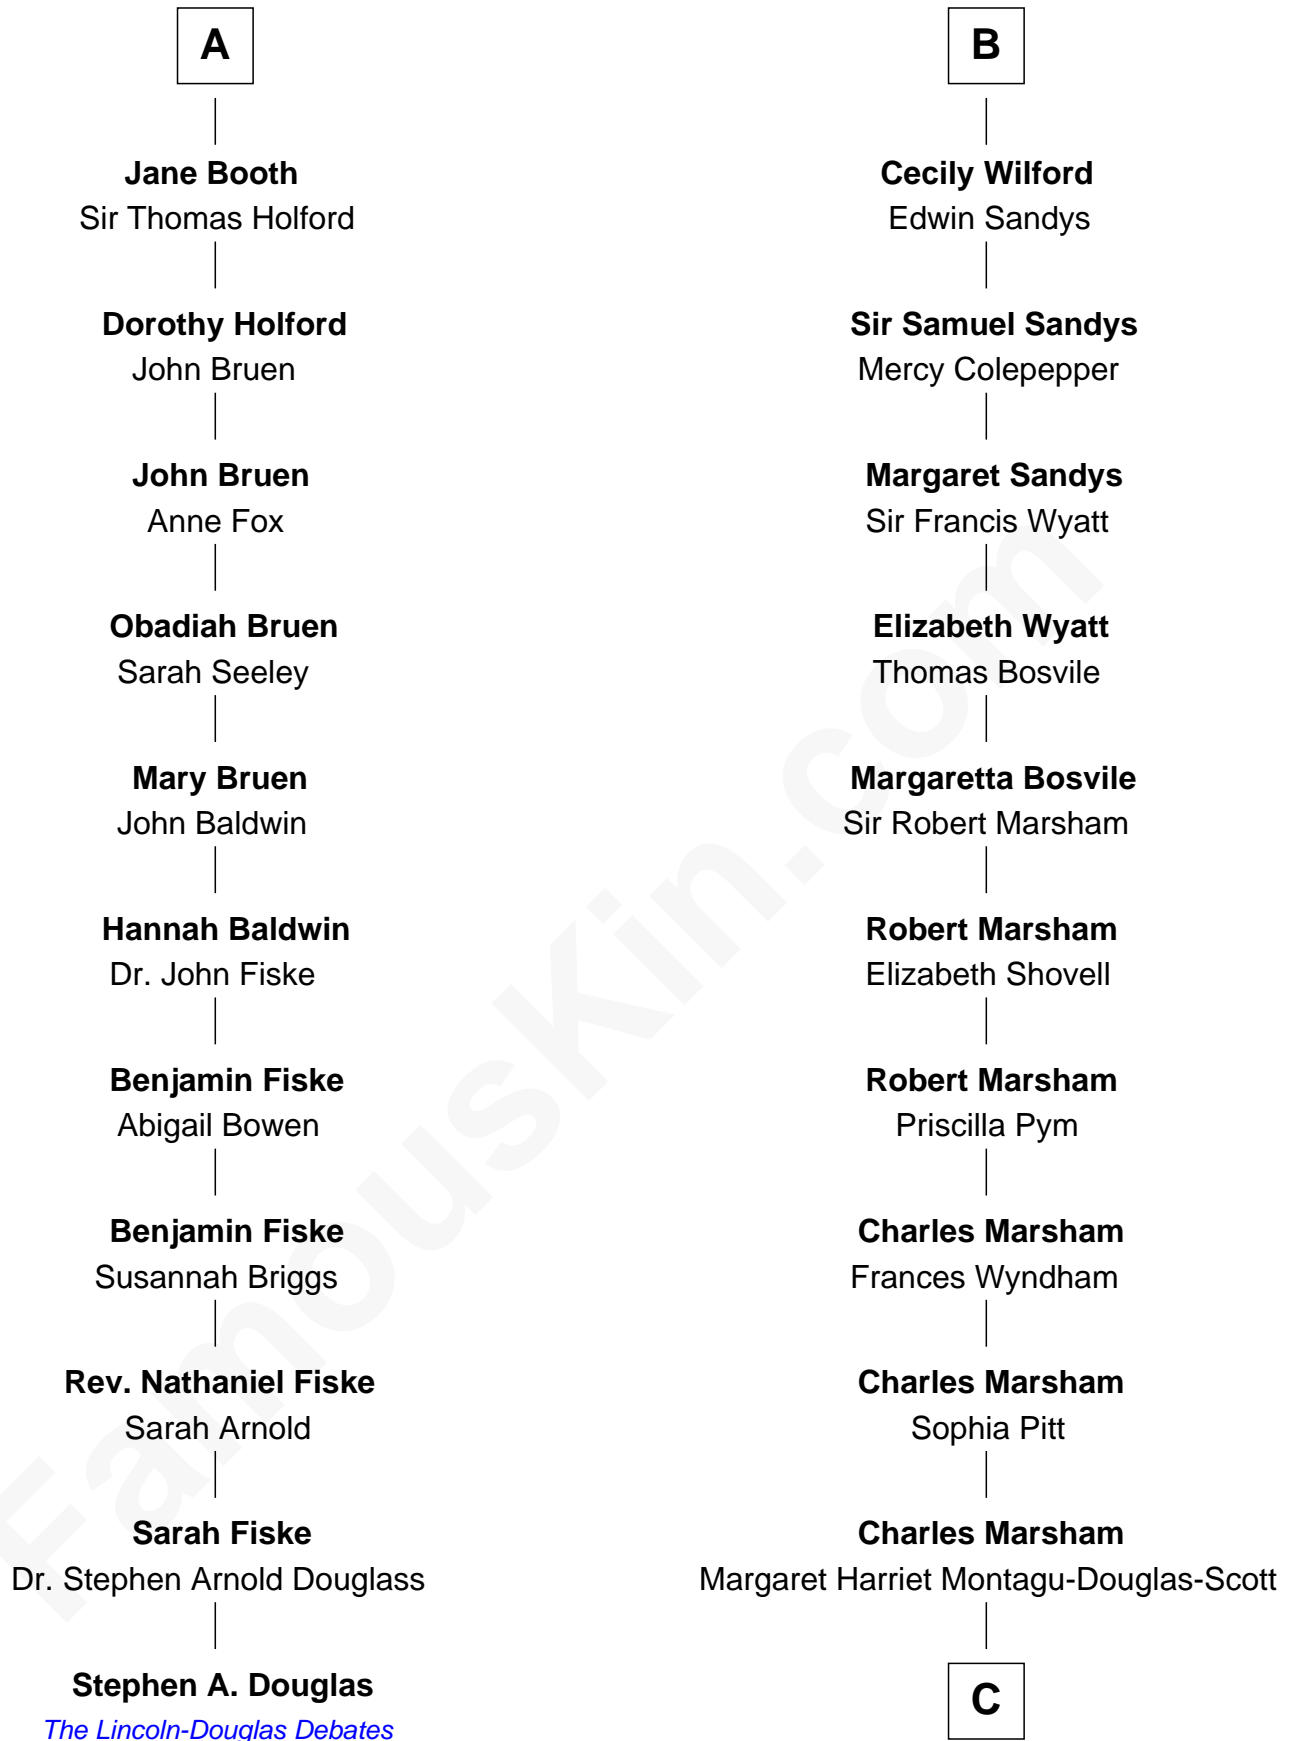 A
Jane Booth
Sir Thomas Holford
Dorothy Holford
John Bruen
John Bruen
Anne Fox
Obadiah Bruen
Sarah Seeley
Mary Bruen
John Baldwin
Hannah Baldwin
Dr. John Fiske
Benjamin Fiske
Abigail Bowen
Benjamin Fiske
Susannah Briggs
Rev. Nathaniel Fiske
Sarah Arnold
Sarah Fiske
Dr. Stephen Arnold Douglass
Stephen A. Douglas
The Lincoln-Douglas Debates
B
Cecily Wilford
Edwin Sandys
Sir Samuel Sandys
Mercy Colepepper
Margaret Sandys
Sir Francis Wyatt
Elizabeth Wyatt
Thomas Bosvile
Margaretta Bosvile
Sir Robert Marsham
Robert Marsham
Elizabeth Shovell
Robert Marsham
Priscilla Pym
Charles Marsham
Frances Wyndham
Charles Marsham
Sophia Pitt
Charles Marsham
Margaret Harriet Montagu-Douglas-Scott
C
FamousKin.com